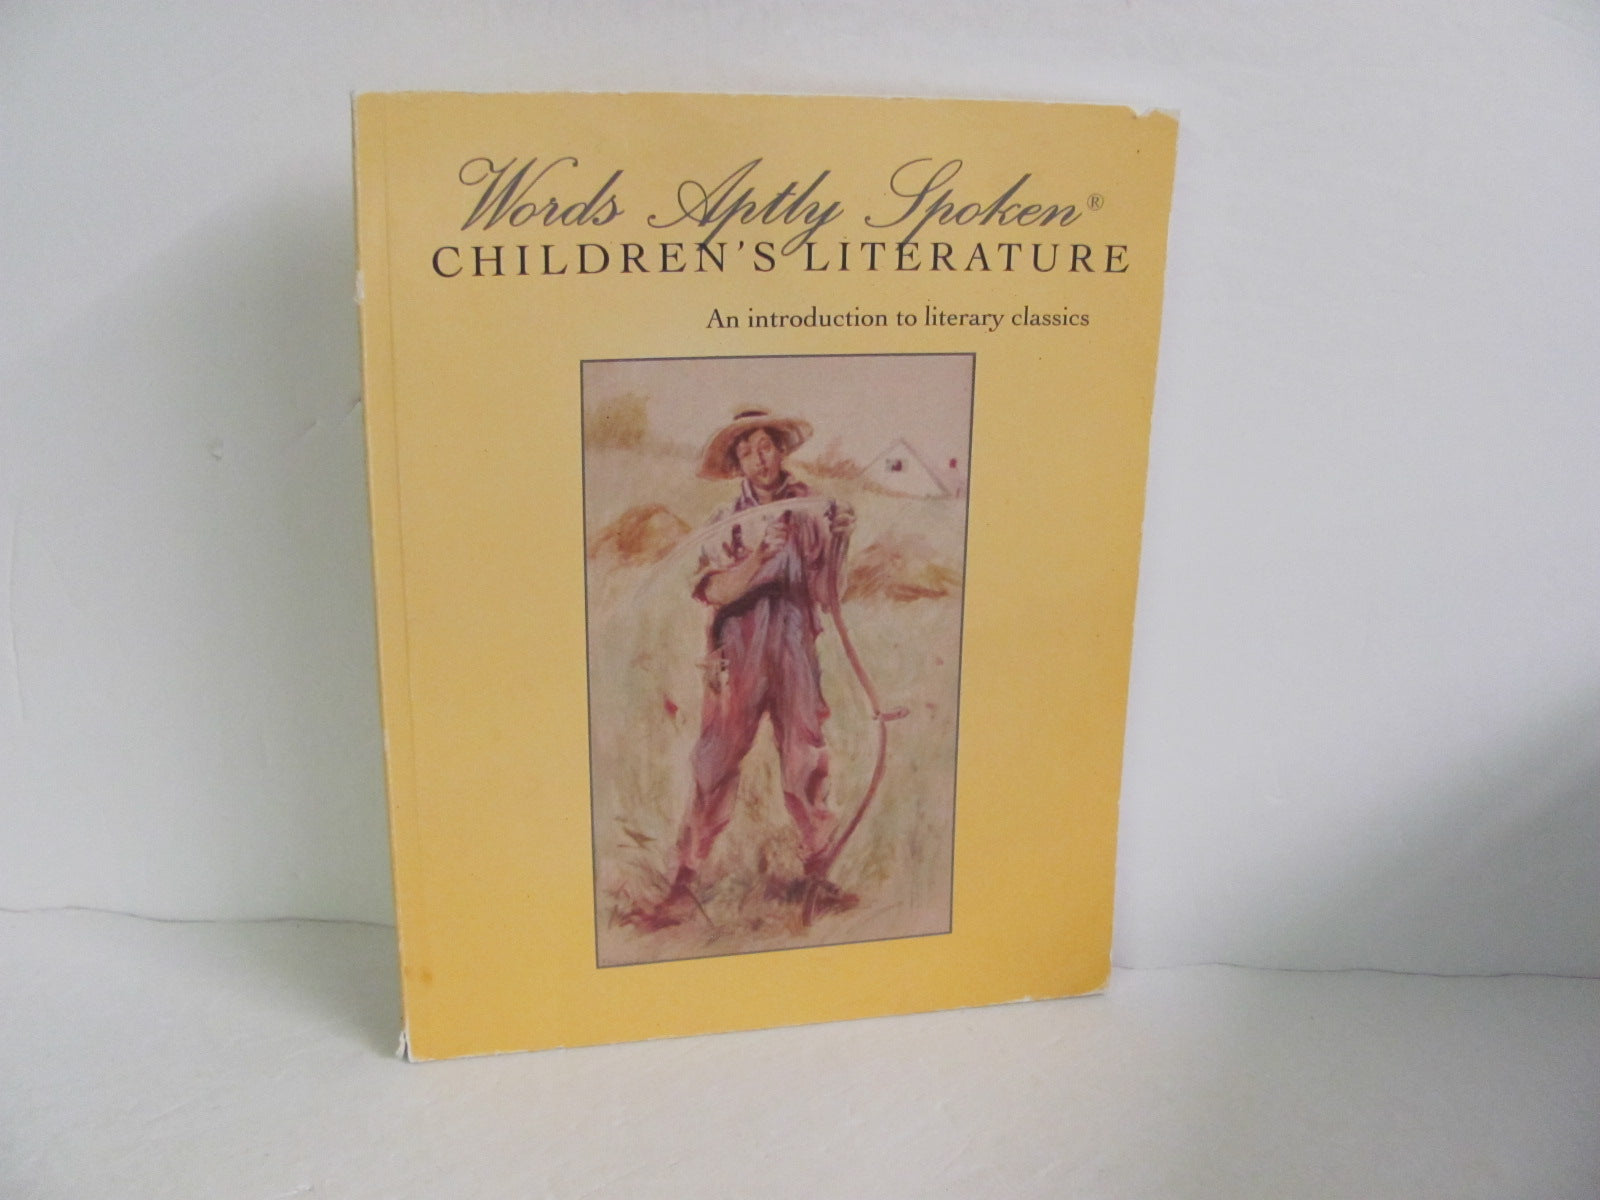 Words Aptly Spoken®
CHILDREN'S LITERATURE
An introduction to literary classics